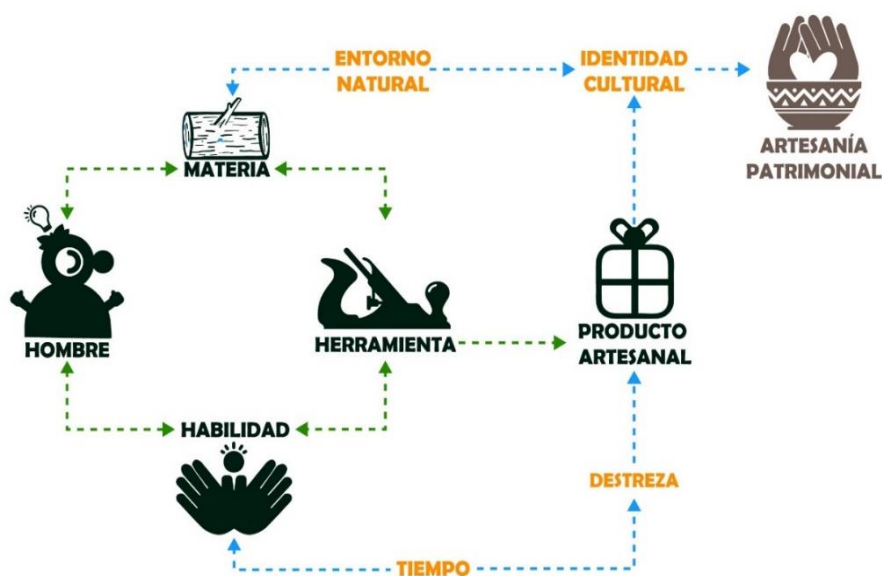 ENTORNO
NATURAL
IDENTIDAD
CULTURAL
ARTESANÍA
PATRIMONIAL
MATERIA
HOMBRE
HERRAMIENTA
PRODUCTO
ARTESANAL
HABILIDAD
DESTREZA
TIEMPO